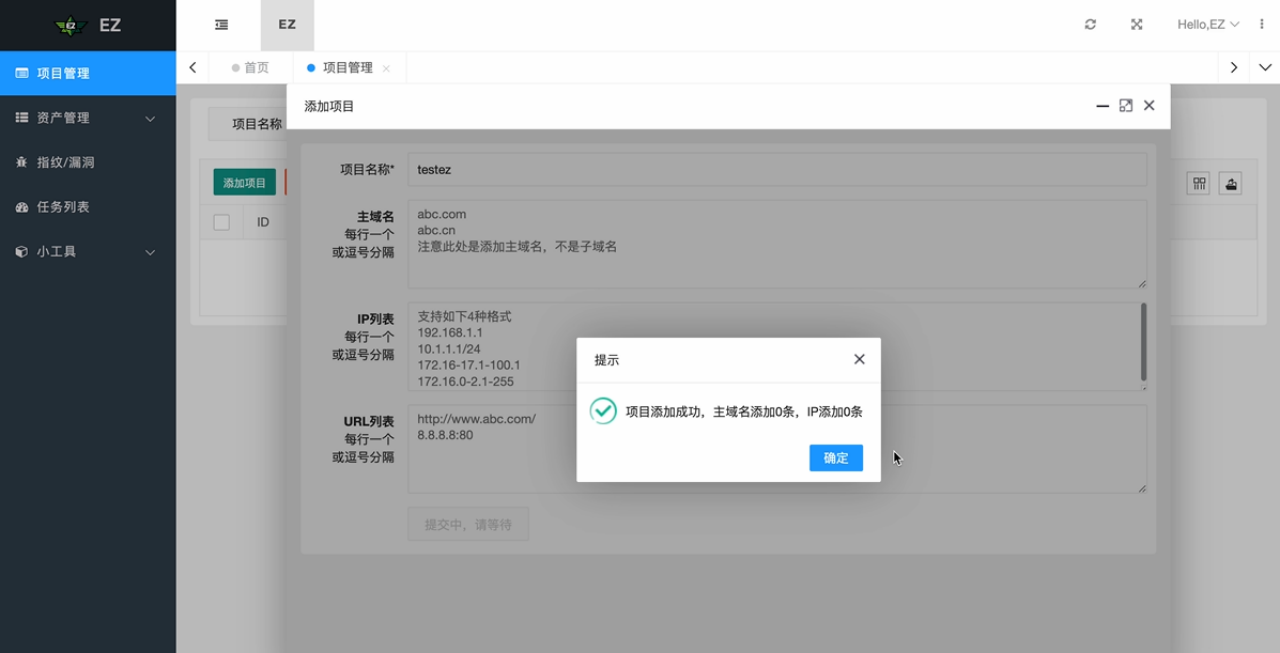 EZ
EZ
Hello,EZ
项目管理
资产管理
指纹/漏洞
任务列表
小工具
首页
项目管理
添加项目
项目名称
添加项目
ID
项目名称*
testez
主域名
每行一个
或逗号分隔
abc.com
abc.cn
注意此处是添加主域名，不是子域名
IP列表
每行一个
或逗号分隔
支持如下4种格式
192.168.1.1
10.1.1.1/24
172.16-17.1-100.1
172.16.0-2.1-255
URL列表
每行一个
或逗号分隔
http://www.abc.com/
8.8.8.8:80
提交中，请等待
提示
项目添加成功，主域名添加0条，IP添加0条
确定